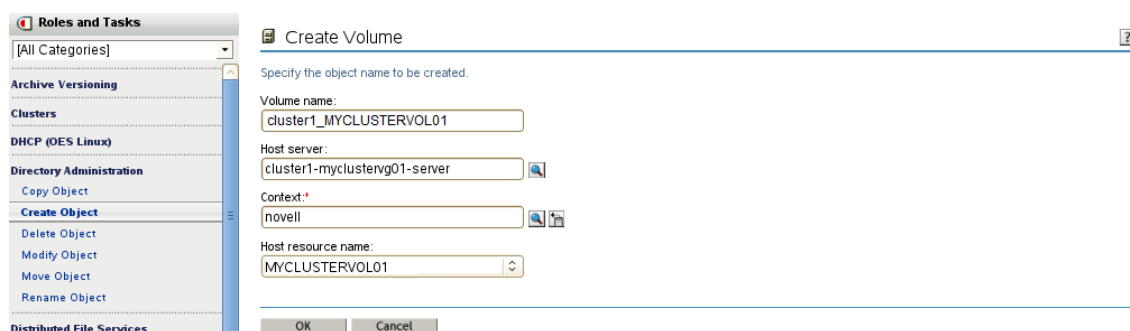 Roles and Tasks
[All Categories]
Archive Versioning
Clusters
DHCP (OES Linux)
Directory Administration
Copy Object
Create Object
Delete Object
Modify Object
Move Object
Rename Object
Distributed File Services
Create Volume
?
Specify the object name to be created.
Volume name:
cluster1_MYCLUSTERVOL01
Host server:
cluster1-myclustervg01-server
Context:*
novell
Host resource name:
MYCLUSTERVOL01
OK Cancel